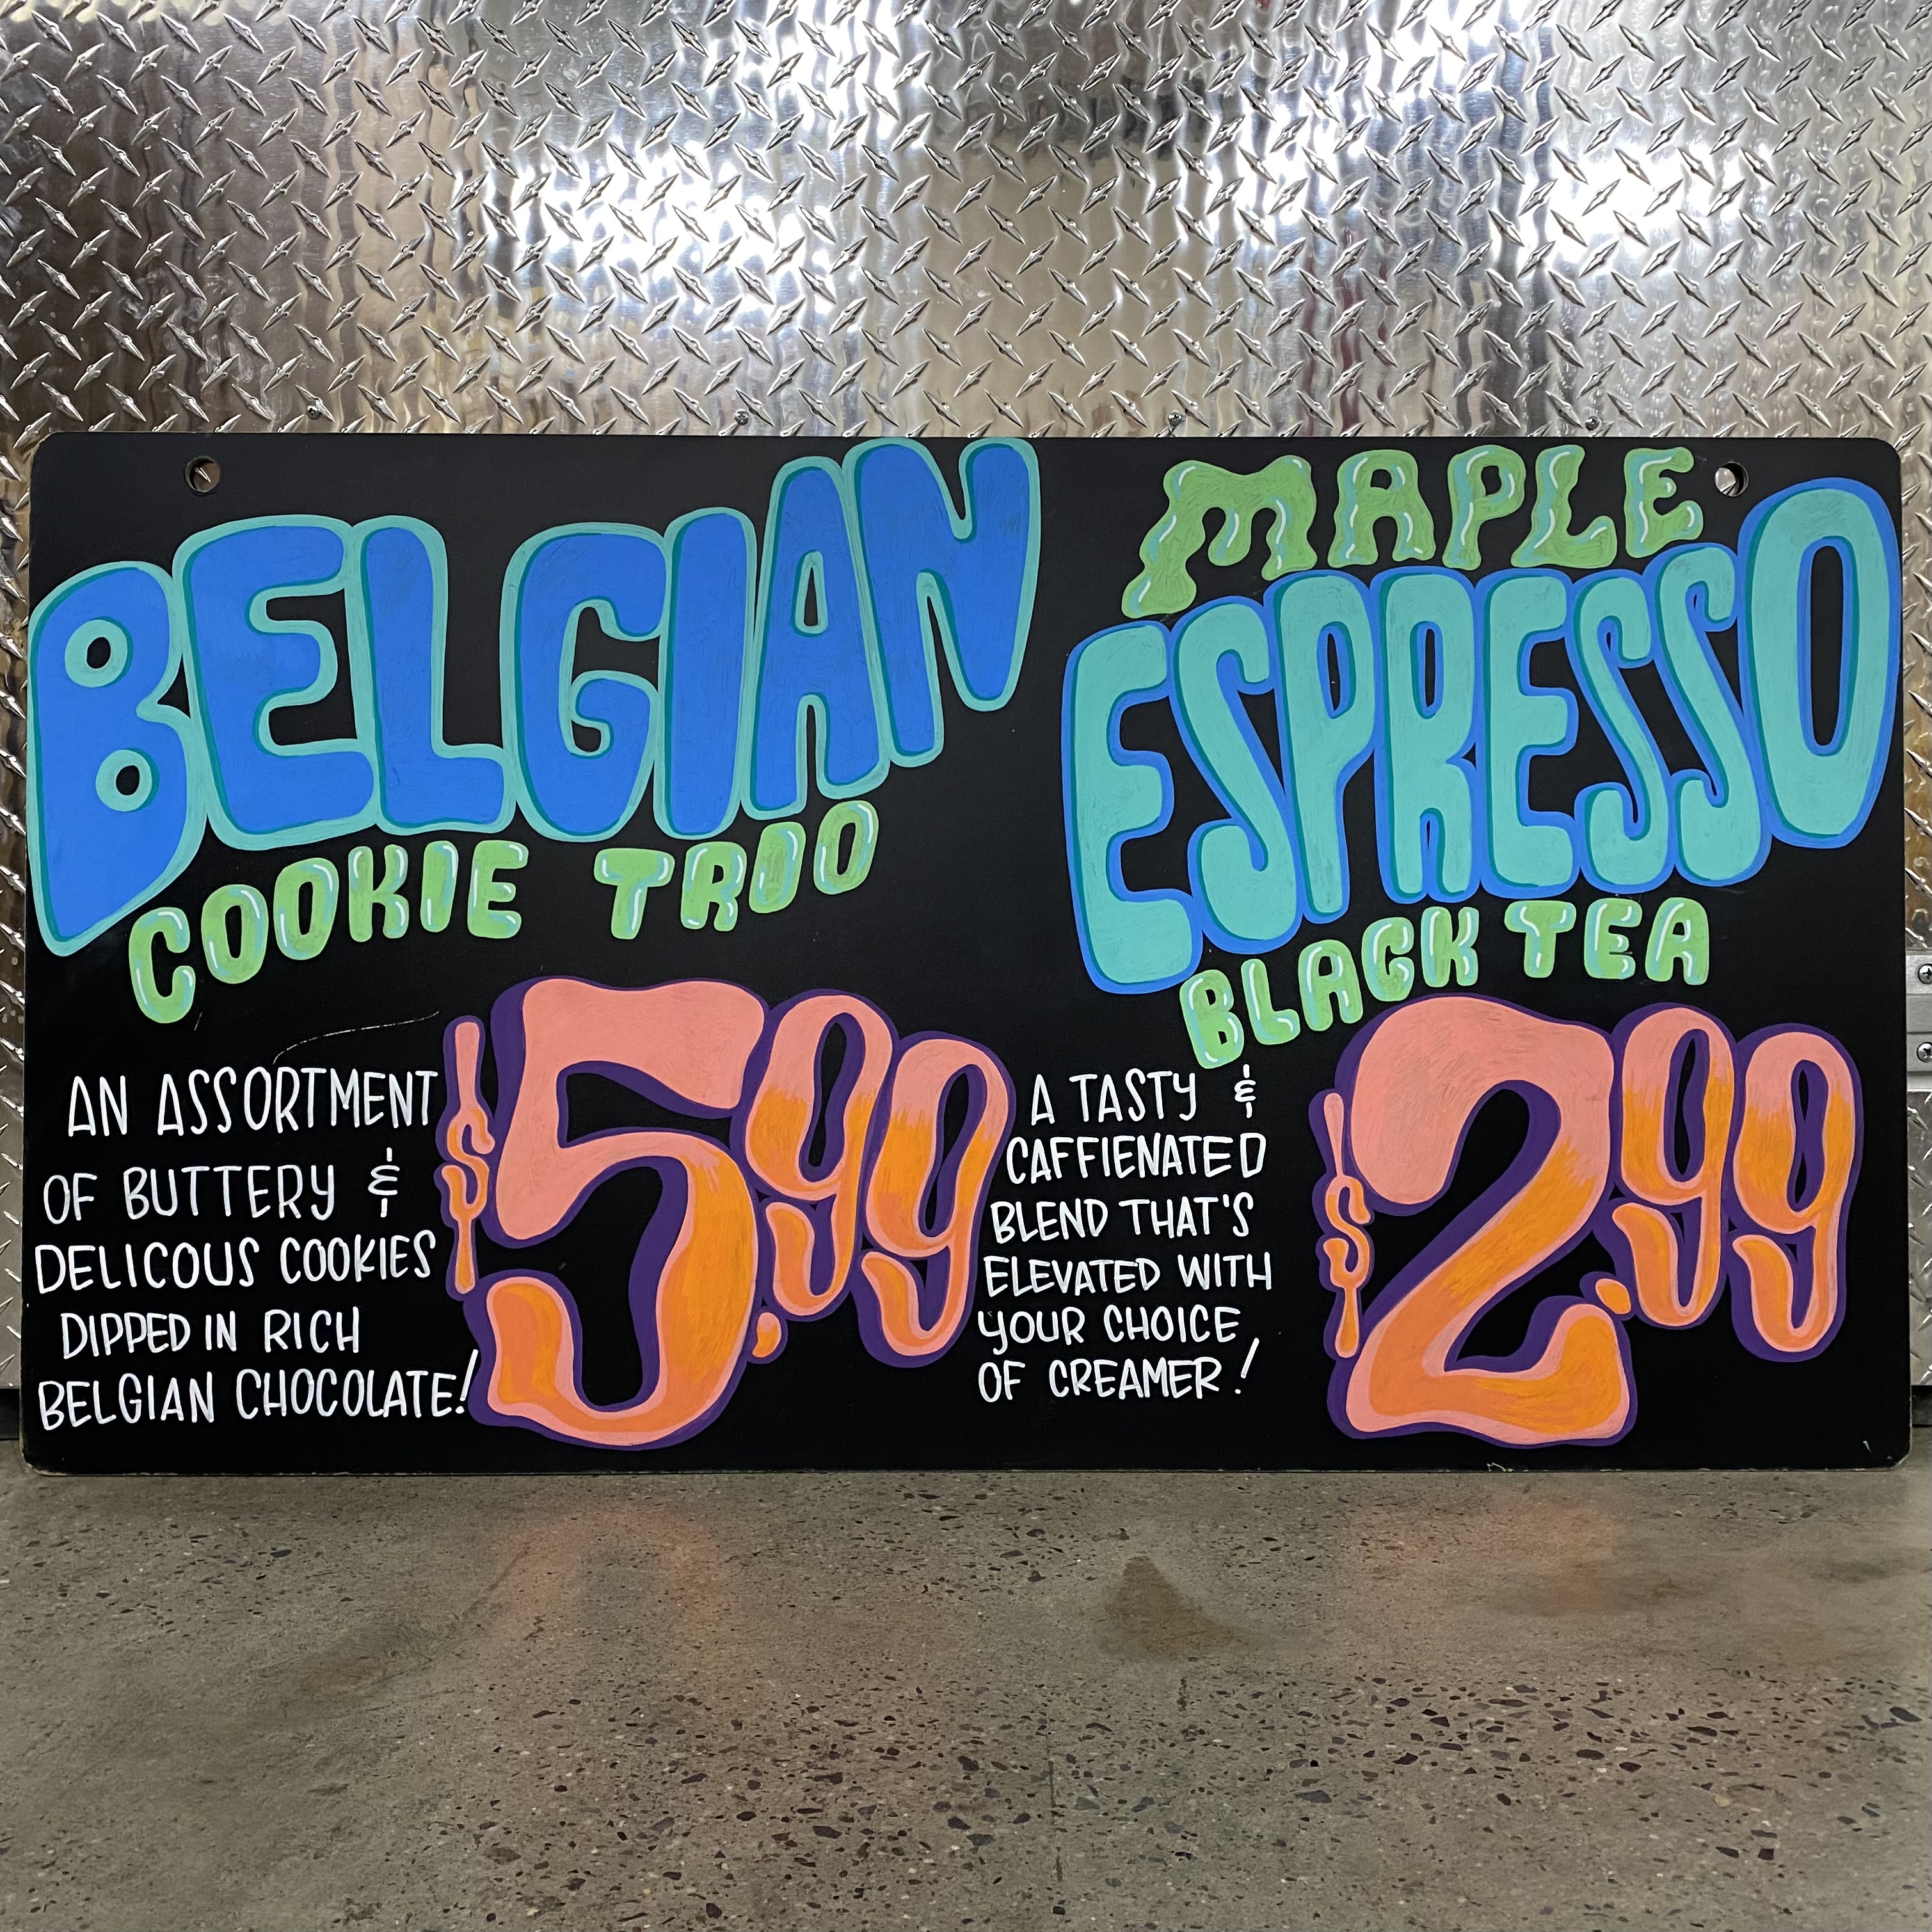 BELGIAN
COOKIE TRIO
AN ASSORTMENT
OF BUTTERY &
DELICOUS COOKIES
DIPPED IN RICH
BELGIAN CHOCOLATE!
$5.99
MAPLE
ESPRESSO
BLACK TEA
A TASTY &
CAFFIENATED
BLEND THAT'S
ELEVATED WITH
YOUR CHOICE
OF CREAMER!
$2.99